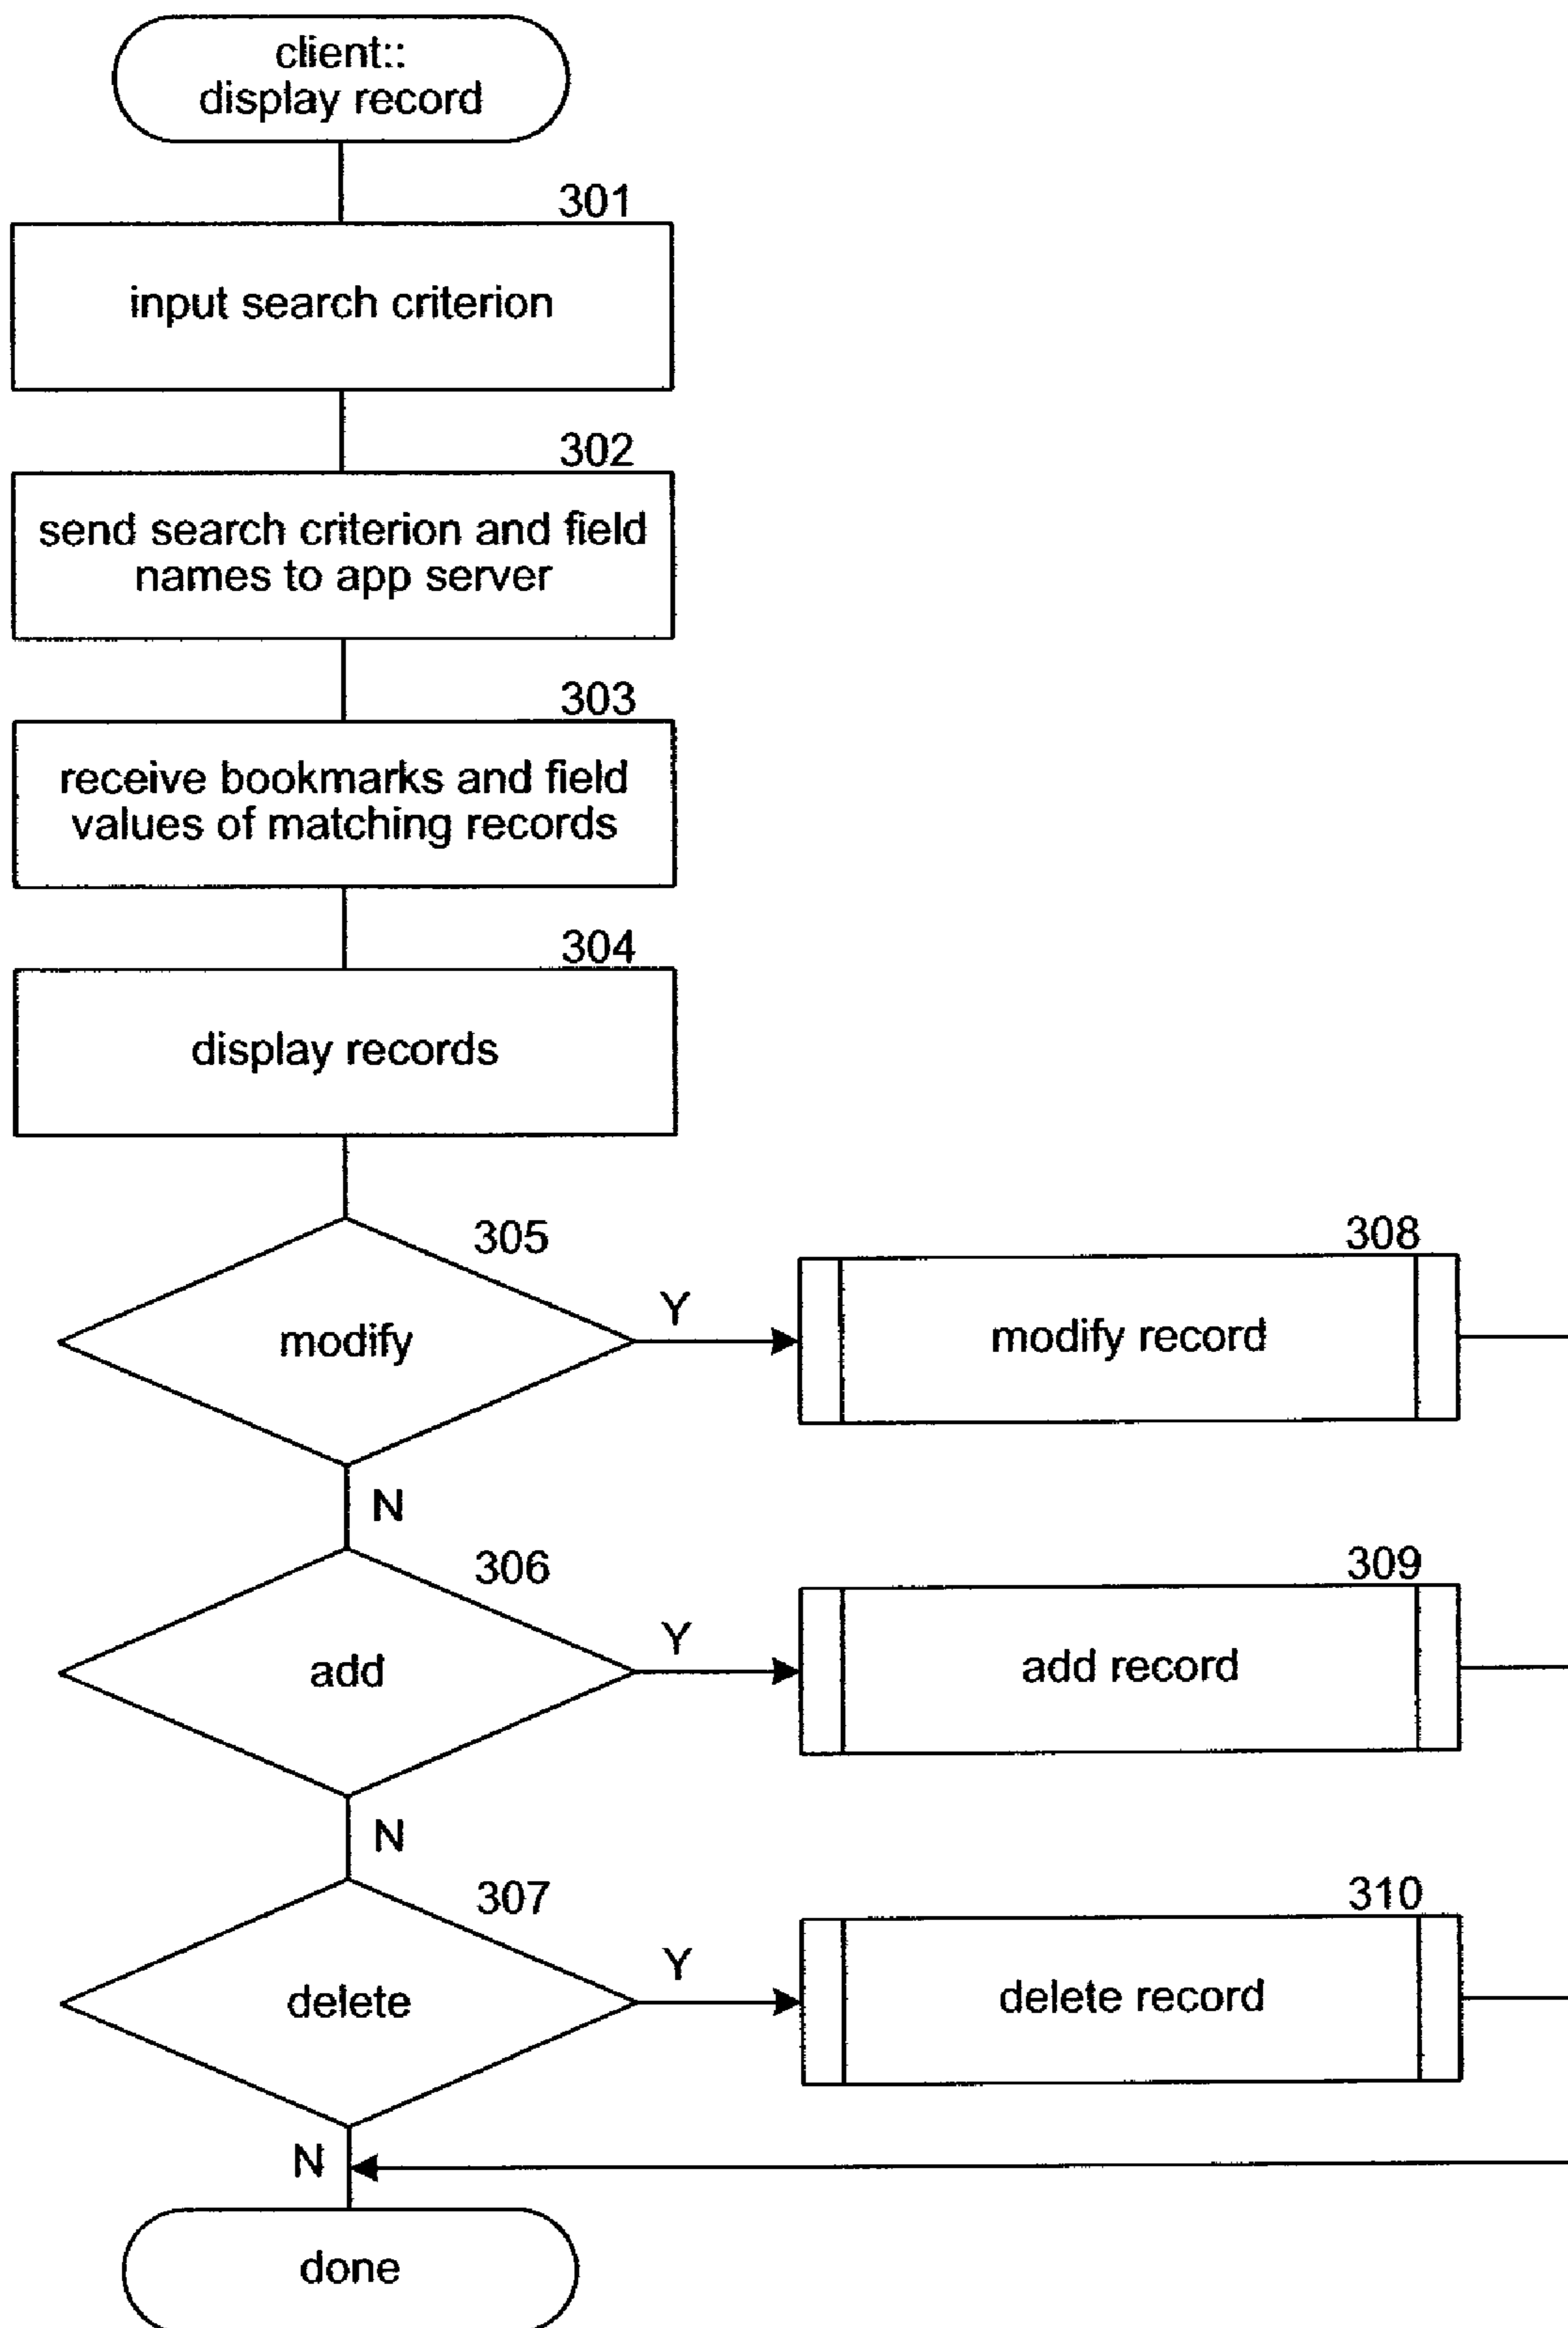 client::
display record
301
input search criterion
302
send search criterion and field
names to app server
303
receive bookmarks and field
values of matching records
304
display records
305
modify
Y
308
modify record
N
306
add
Y
309
add record
N
307
delete
Y
310
delete record
N
done